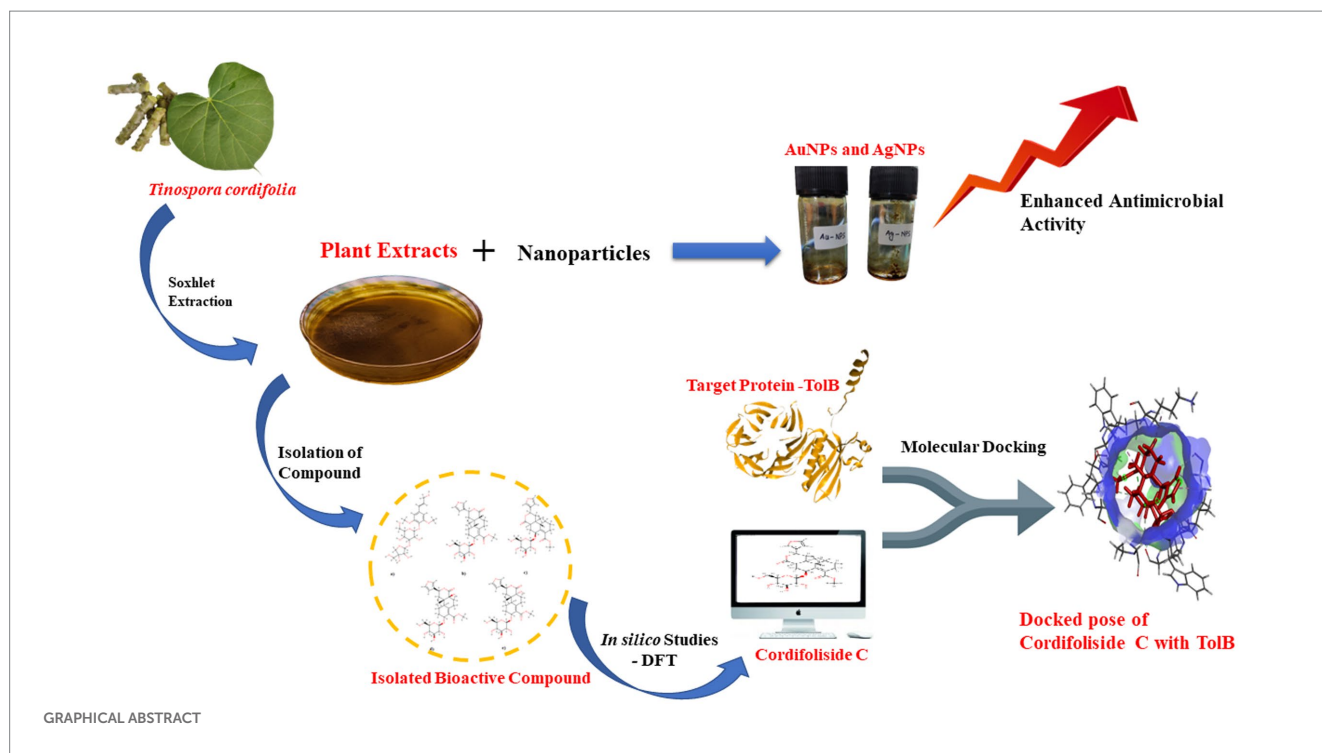 Tinospora cordifolia
Soxhlet
Extraction
Plant Extracts + Nanoparticles
AuNPs and AgNPs
Au-NPS
Ag-NPS
Enhanced Antimicrobial
Activity
Isolation of
Compound
a)
b)
Isolated Bioactive Compound
In silico Studies
- DFT
Target Protein -TolB
Cordifoliside C
Molecular Docking
Docked pose of
Cordifoliside C with TolB
GRAPHICAL ABSTRACT